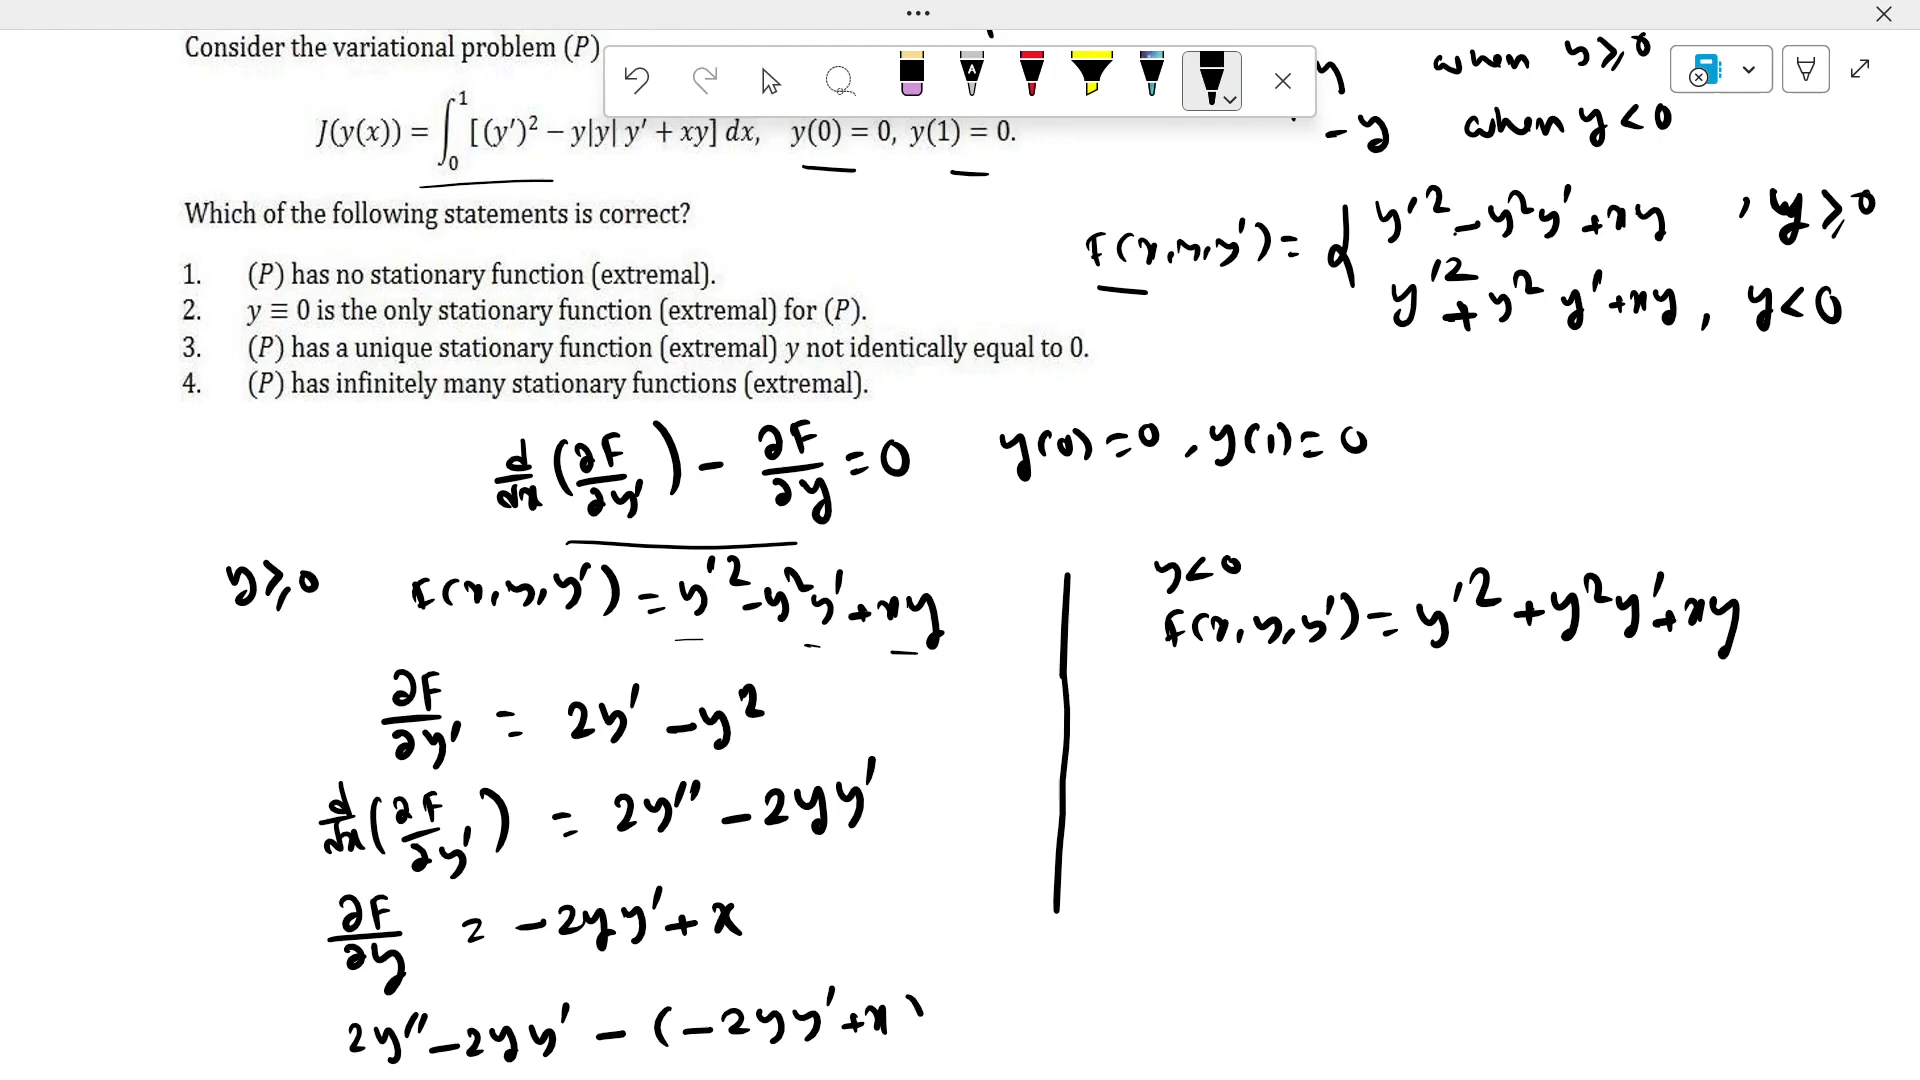 Consider the variational problem (P)
J(y(x)) = ∫₀¹ [(y′)² − y|y| y′ + xy] dx, y(0) = 0, y(1) = 0.
Which of the following statements is correct?
1. (P) has no stationary function (extremal).
2. y ≡ 0 is the only stationary function (extremal) for (P).
3. (P) has a unique stationary function (extremal) y not identically equal to 0.
4. (P) has infinitely many stationary functions (extremal).
y when y ≥ 0
-y when y < 0
F(x,y,y') = { y'² - y²y' + xy , y ≥ 0
y'² + y² y' + xy, y < 0
d/dx (∂F/∂y') - ∂F/∂y = 0 y(0) = 0, y(1) = 0
y ≥ 0 F(x,y,y') = y'² - y²y' + xy
∂F/∂y' = 2y' - y²
d/dx (∂F/∂y') = 2y'' - 2yy'
∂F/∂y = -2yy' + x
2y'' - 2yy' - (-2yy' + x)
y < 0
F(x,y,y') = y'² + y²y' + xy